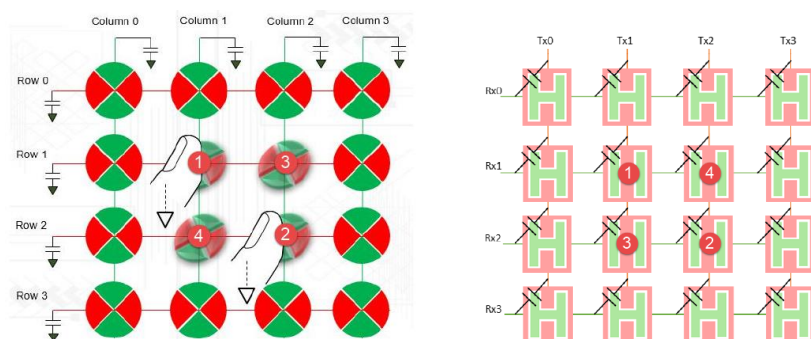 Column 0 Column 1 Column 2 Column 3
Row 0
Row 1
1 3
Row 2
4 2
Row 3
Tx0 Tx1 Tx2 Tx3
Rx0
Rx1
1 4
Rx2
3 2
Rx3